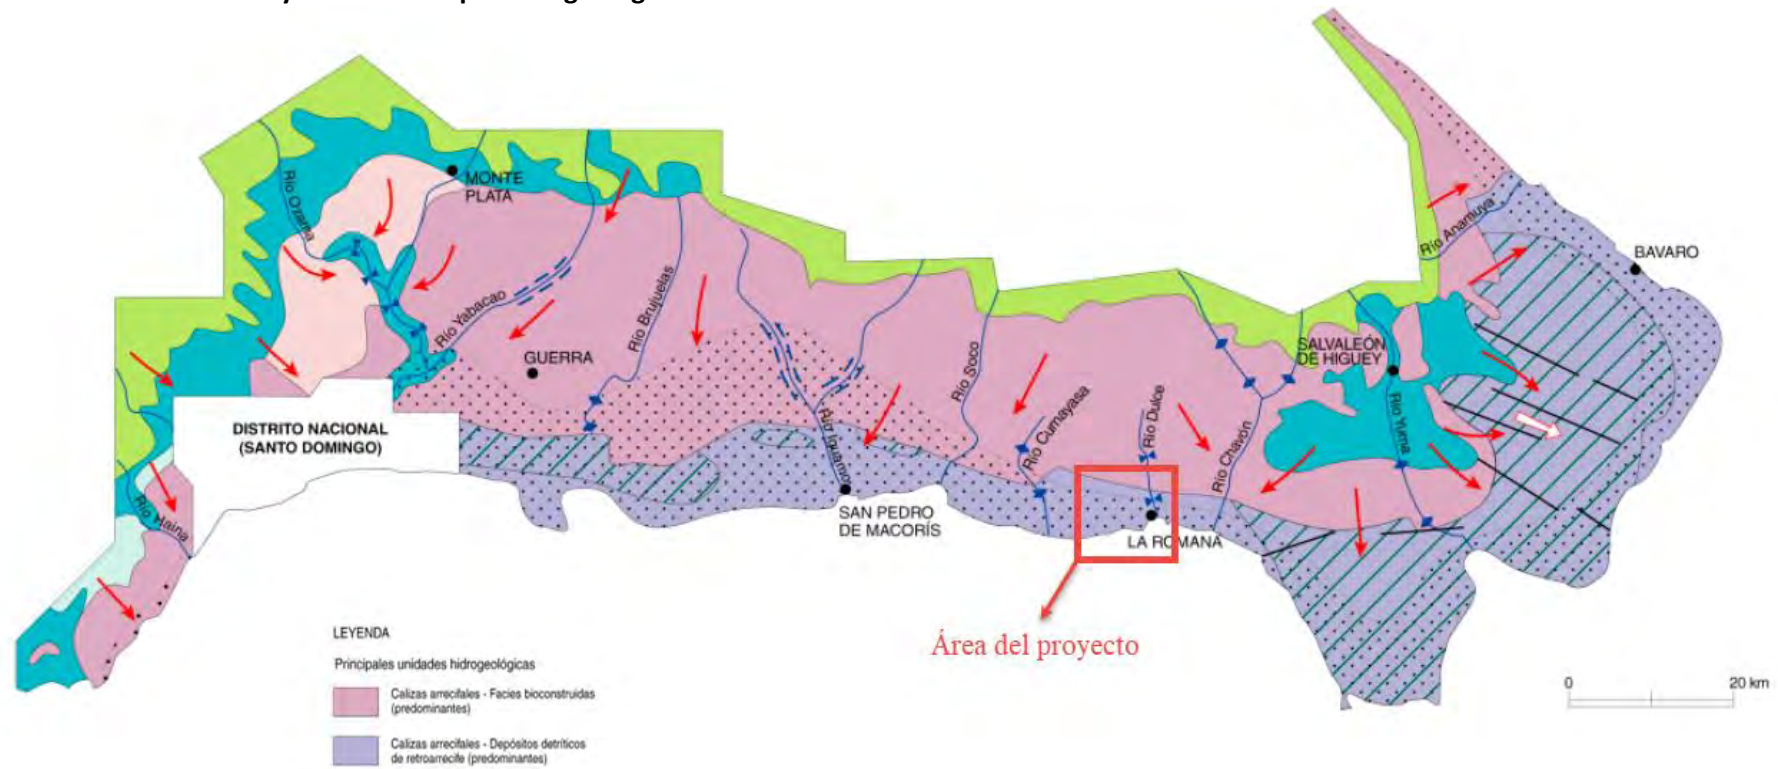 MONTE
PLATA
Río Ozama
Río Yabacao
Río Brujuelas
GUERRA
DISTRITO NACIONAL
(SANTO DOMINGO)
Río Haina
Río Iguamo
SAN PEDRO
DE MACORÍS
Río Soco
Río Cumayasa
Río Dulce
LA ROMANA
Río Chavón
SALVALEÓN
DE HIGUEY
Río Yuma
Río Anamuya
BAVARO
Área del proyecto
0 20 km
LEYENDA
Principales unidades hidrogeológicas
Calizas arrecifales - Facies bioconstruidas
(predominantes)
Calizas arrecifales - Depósitos detríticos
de retroarrecife (predominantes)